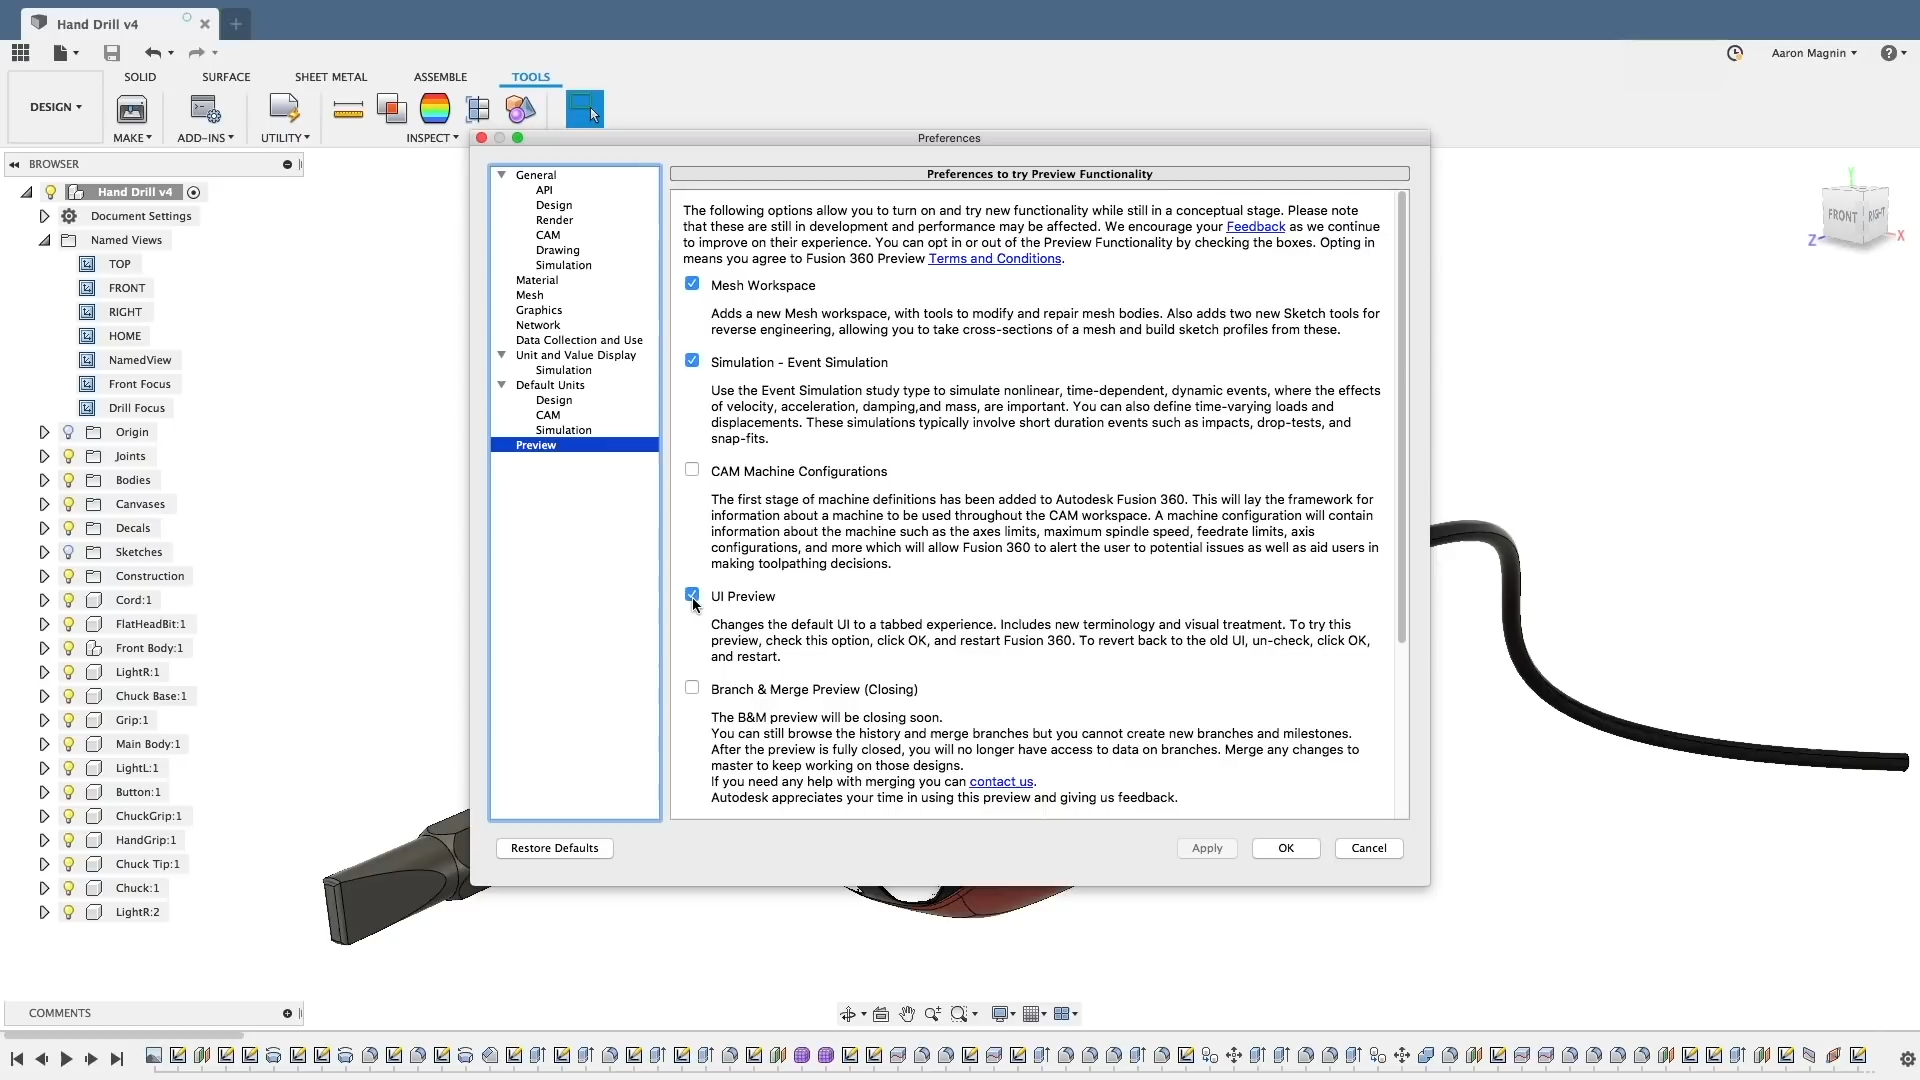 Hand Drill v4
Aaron Magnin
SOLID SURFACE SHEET METAL ASSEMBLE TOOLS
DESIGN
MAKE ADD-INS UTILITY INSPECT
Preferences
BROWSER
Hand Drill v4
Document Settings
Named Views
TOP
FRONT
RIGHT
HOME
NamedView
Front Focus
Drill Focus
Origin
Joints
Bodies
Canvases
Decals
Sketches
Construction
Cord:1
FlatHeadBit:1
Front Body:1
LightR:1
Chuck Base:1
Grip:1
Main Body:1
LightL:1
Button:1
ChuckGrip:1
HandGrip:1
Chuck Tip:1
Chuck:1
LightR:2
General
API
Design
Render
CAM
Drawing
Simulation
Material
Mesh
Graphics
Network
Data Collection and Use
Unit and Value Display
Simulation
Default Units
Design
CAM
Simulation
Preview
Preferences to try Preview Functionality
The following options allow you to turn on and try new functionality while still in a conceptual stage. Please note
that these are still in development and performance may be affected. We encourage your Feedback as we continue
to improve on their experience. You can opt in or out of the Preview Functionality by checking the boxes. Opting in
means you agree to Fusion 360 Preview Terms and Conditions.
Mesh Workspace
Adds a new Mesh workspace, with tools to modify and repair mesh bodies. Also adds two new Sketch tools for
reverse engineering, allowing you to take cross-sections of a mesh and build sketch profiles from these.
Simulation - Event Simulation
Use the Event Simulation study type to simulate nonlinear, time-dependent, dynamic events, where the effects
of velocity, acceleration, damping,and mass, are important. You can also define time-varying loads and
displacements. These simulations typically involve short duration events such as impacts, drop-tests, and
snap-fits.
CAM Machine Configurations
The first stage of machine definitions has been added to Autodesk Fusion 360. This will lay the framework for
information about a machine to be used throughout the CAM workspace. A machine configuration will contain
information about the machine such as the axes limits, maximum spindle speed, feedrate limits, axis
configurations, and more which will allow Fusion 360 to alert the user to potential issues as well as aid users in
making toolpathing decisions.
UI Preview
Changes the default UI to a tabbed experience. Includes new terminology and visual treatment. To try this
preview, check this option, click OK, and restart Fusion 360. To revert back to the old UI, un-check, click OK,
and restart.
Branch & Merge Preview (Closing)
The B&M preview will be closing soon.
You can still browse the history and merge branches but you cannot create new branches and milestones.
After the preview is fully closed, you will no longer have access to data on branches. Merge any changes to
master to keep working on those designs.
If you need any help with merging you can contact us.
Autodesk appreciates your time in using this preview and giving us feedback.
Restore Defaults Apply OK Cancel
Y
FRONT RIGHT
Z X
COMMENTS